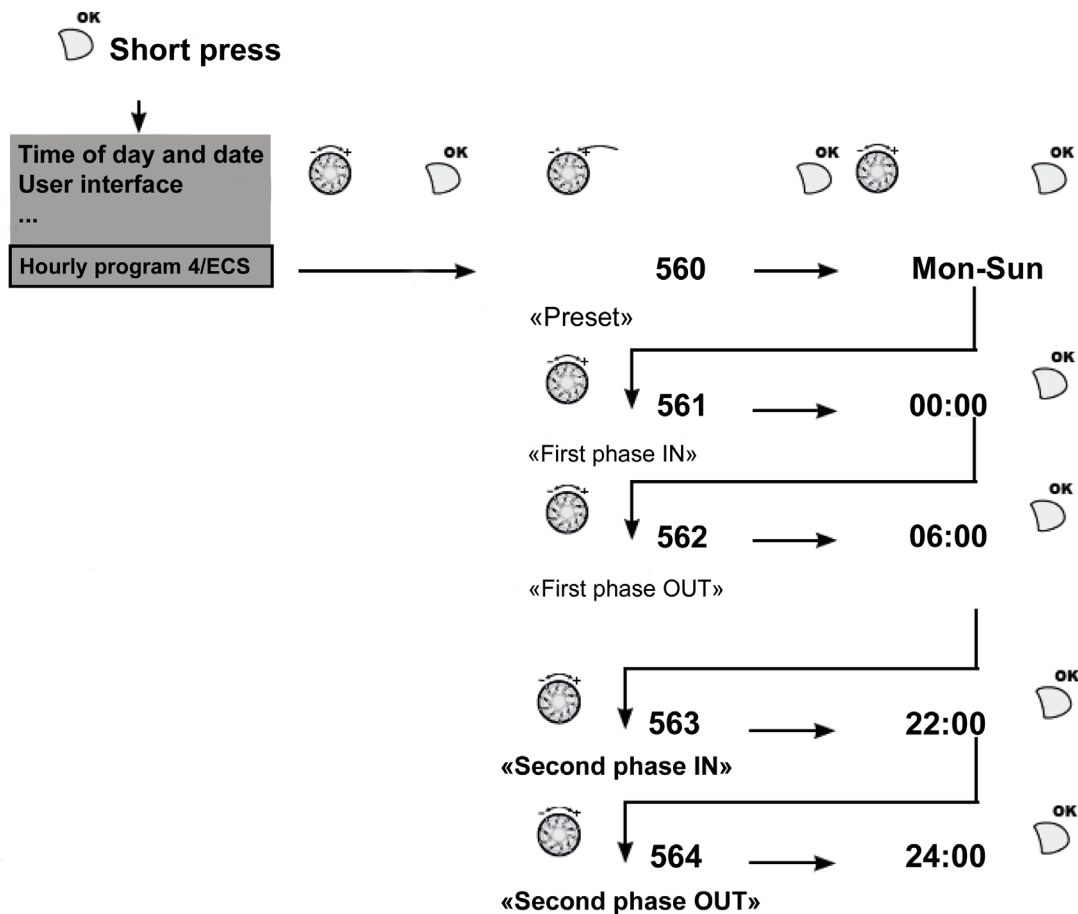 OK
Short press
Time of day and date
User interface
...
Hourly program 4/ECS
- +
OK
- +
OK
- +
OK
560
Mon-Sun
«Preset»
- +
OK
561
00:00
«First phase IN»
- +
OK
562
06:00
«First phase OUT»
- +
OK
563
22:00
«Second phase IN»
- +
OK
564
24:00
«Second phase OUT»